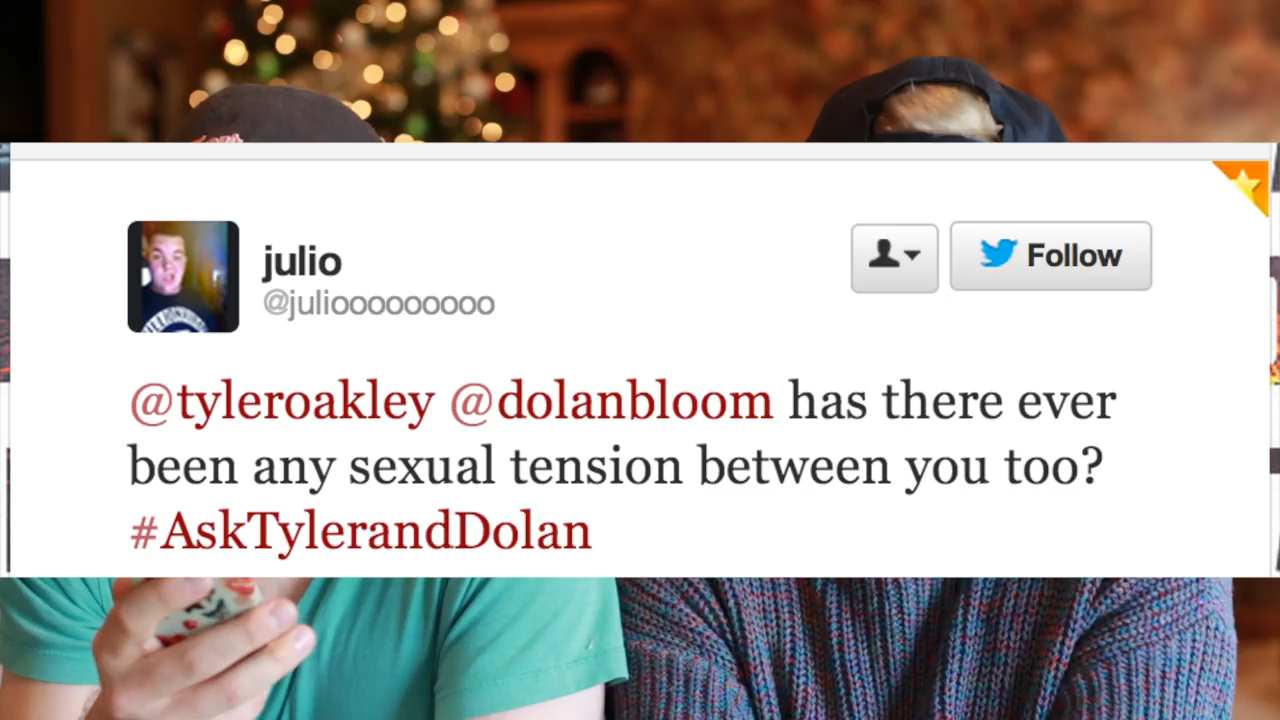 julio
@juliooooooooo
Follow
@tyleroakley @dolanbloom has there ever
been any sexual tension between you too?
#AskTylerandDolan